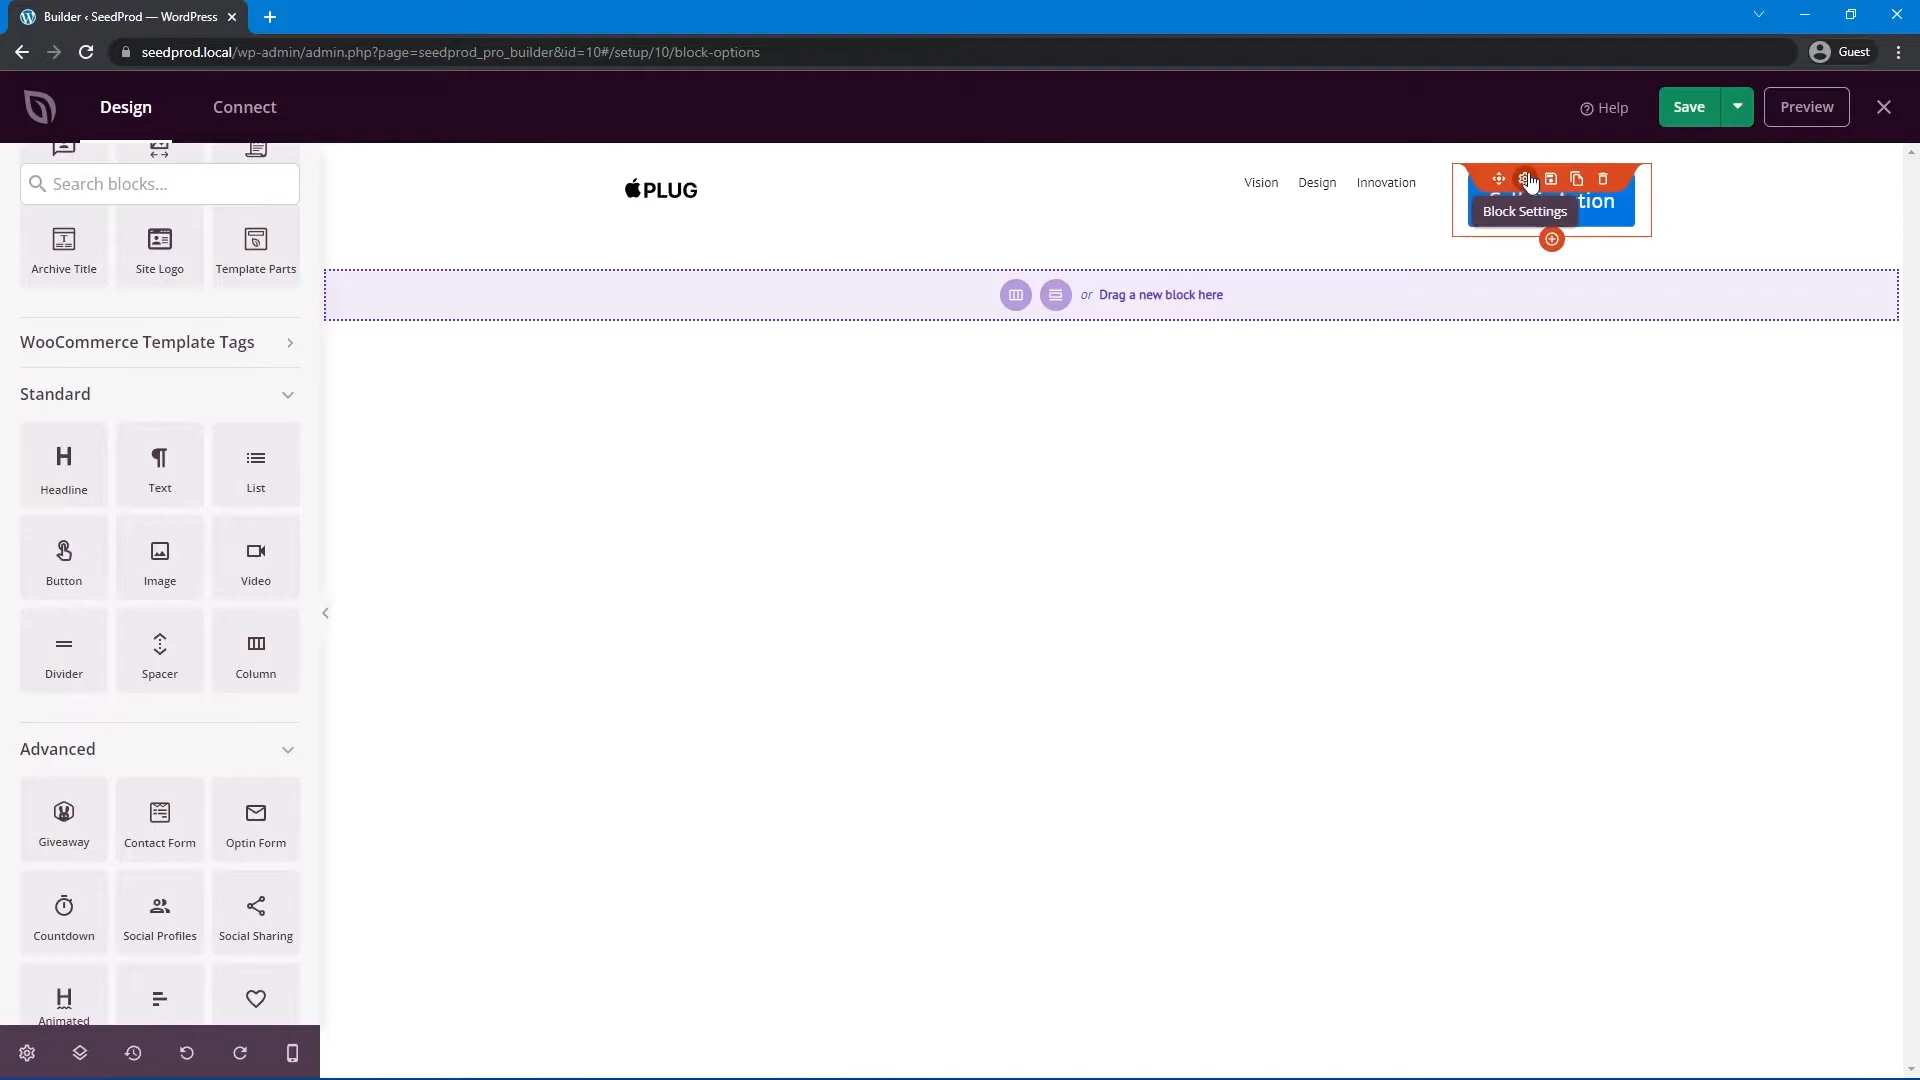 Builder ‹ SeedProd — WordPress
seedprod.local/wp-admin/admin.php?page=seedprod_pro_builder&id=10#/setup/10/block-options
Guest
Design
Connect
Help
Save
Preview
Search blocks...
Archive Title
Site Logo
Template Parts
WooCommerce Template Tags
Standard
Headline
Text
List
Button
Image
Video
Divider
Spacer
Column
Advanced
Giveaway
Contact Form
Optin Form
Countdown
Social Profiles
Social Sharing
Animated
PLUG
Vision
Design
Innovation
Block Settings
or Drag a new block here